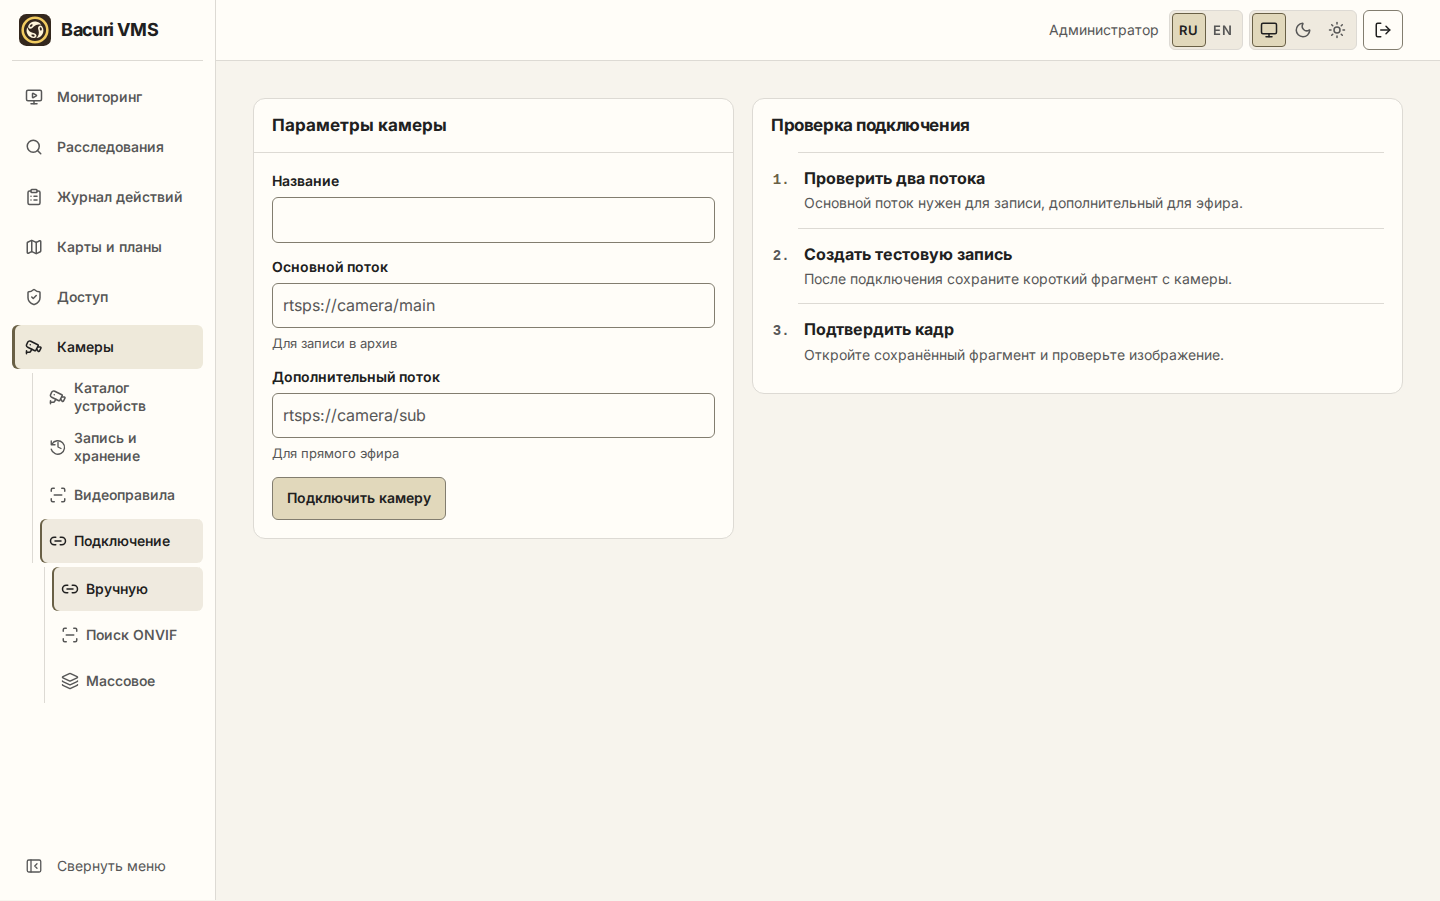 Bacuri VMS
Администратор
RU
EN
Мониторинг
Расследования
Журнал действий
Карты и планы
Доступ
Камеры
Каталог
устройств
Запись и
хранение
Видеоправила
Подключение
Вручную
Поиск ONVIF
Массовое
Свернуть меню
Параметры камеры
Название
Основной поток
rtsps://camera/main
Для записи в архив
Дополнительный поток
rtsps://camera/sub
Для прямого эфира
Подключить камеру
Проверка подключения
1. Проверить два потока
Основной поток нужен для записи, дополнительный для эфира.
2. Создать тестовую запись
После подключения сохраните короткий фрагмент с камеры.
3. Подтвердить кадр
Откройте сохранённый фрагмент и проверьте изображение.